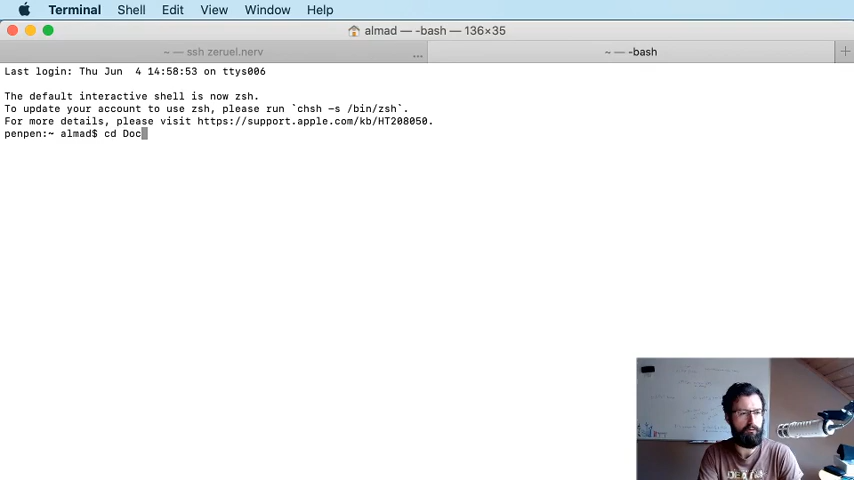 Terminal Shell Edit View Window Help
almad — -bash — 136×35
~ — ssh zeruel.nerv ... ~ — -bash +
Last login: Thu Jun  4 14:58:53 on ttys006
The default interactive shell is now zsh.
To update your account to use zsh, please run `chsh -s /bin/zsh`.
For more details, please visit https://support.apple.com/kb/HT208050.
penpen:~ almad$ cd Doc